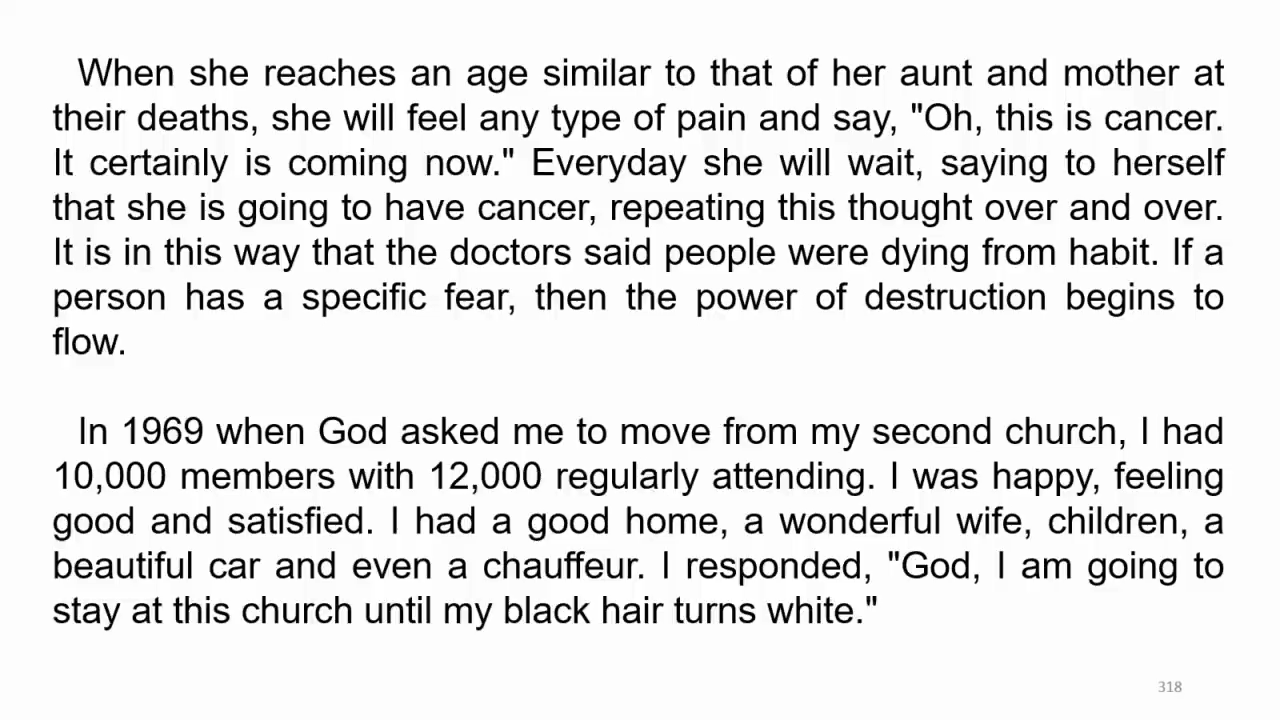 When she reaches an age similar to that of her aunt and mother at
their deaths, she will feel any type of pain and say, "Oh, this is cancer.
It certainly is coming now." Everyday she will wait, saying to herself
that she is going to have cancer, repeating this thought over and over.
It is in this way that the doctors said people were dying from habit. If a
person has a specific fear, then the power of destruction begins to
flow.
In 1969 when God asked me to move from my second church, I had
10,000 members with 12,000 regularly attending. I was happy, feeling
good and satisfied. I had a good home, a wonderful wife, children, a
beautiful car and even a chauffeur. I responded, "God, I am going to
stay at this church until my black hair turns white."
318